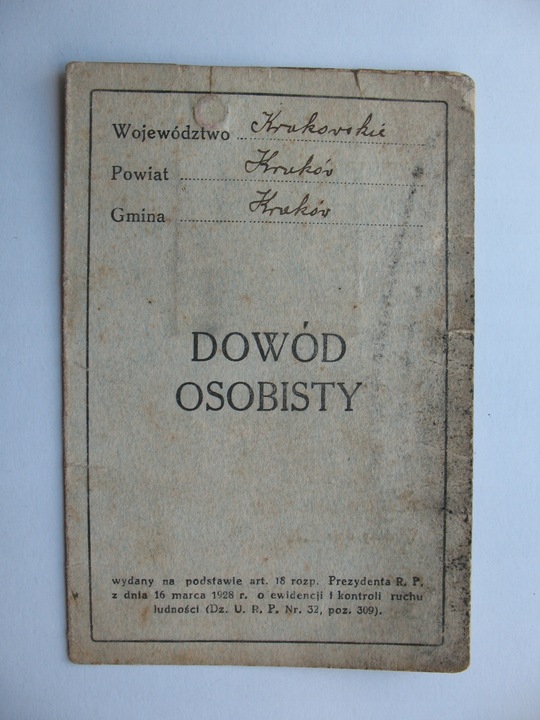 Województwo Krakowskie
Powiat Kraków
Gmina Kraków
DOWÓD
OSOBISTY
wydany na podstawie art. 18 rozp. Prezydenta R. P.
z dnia 16 marca 1928 r. o ewidencji i kontroli ruchu
ludności (Dz. U. R. P. Nr. 32, poz. 309).